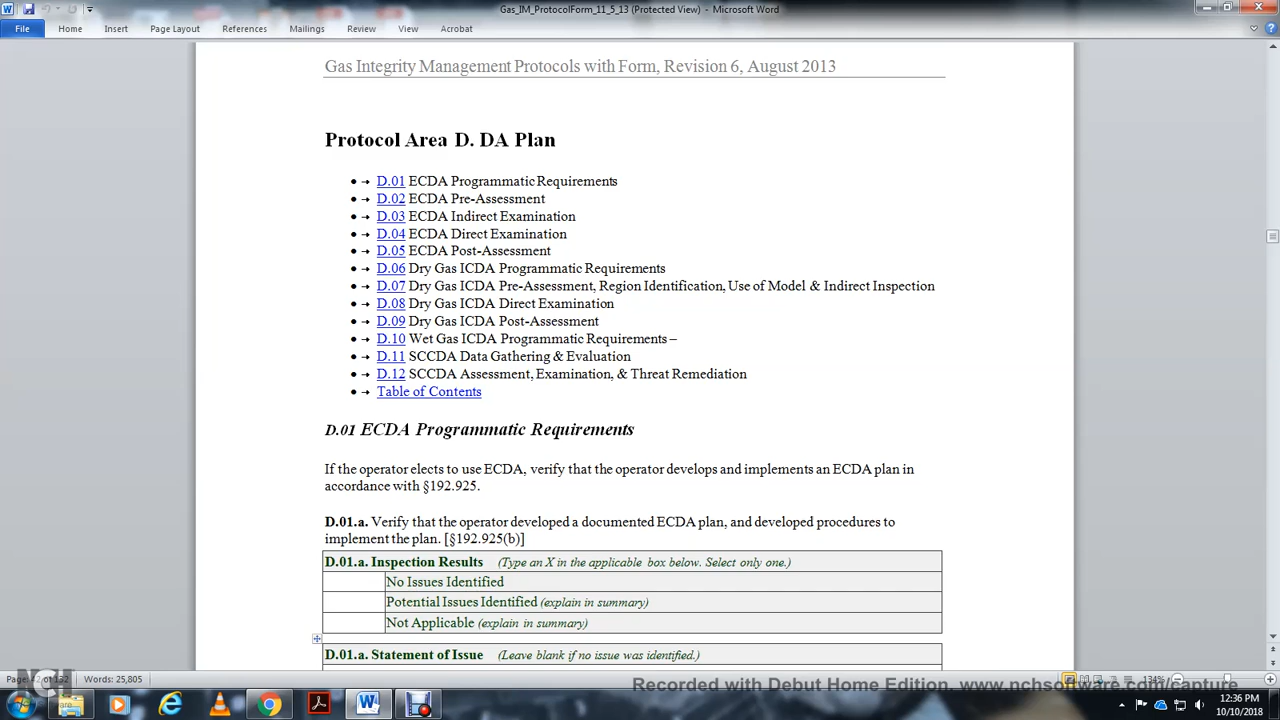 Gas_IM_ProtocolForm_11_5_13 (Protected View) - Microsoft Word
File Home Insert Page Layout References Mailings Review View Acrobat
Gas Integrity Management Protocols with Form, Revision 6, August 2013
Protocol Area D. DA Plan
D.01 ECDA Programmatic Requirements
D.02 ECDA Pre-Assessment
D.03 ECDA Indirect Examination
D.04 ECDA Direct Examination
D.05 ECDA Post-Assessment
D.06 Dry Gas ICDA Programmatic Requirements
D.07 Dry Gas ICDA Pre-Assessment, Region Identification, Use of Model & Indirect Inspection
D.08 Dry Gas ICDA Direct Examination
D.09 Dry Gas ICDA Post-Assessment
D.10 Wet Gas ICDA Programmatic Requirements –
D.11 SCCDA Data Gathering & Evaluation
D.12 SCCDA Assessment, Examination, & Threat Remediation
Table of Contents
D.01 ECDA Programmatic Requirements
If the operator elects to use ECDA, verify that the operator develops and implements an ECDA plan in
accordance with §192.925.
D.01.a. Verify that the operator developed a documented ECDA plan, and developed procedures to
implement the plan. [§192.925(b)]
D.01.a. Inspection Results (Type an X in the applicable box below. Select only one.)
No Issues Identified
Potential Issues Identified (explain in summary)
Not Applicable (explain in summary)
D.01.a. Statement of Issue (Leave blank if no issue was identified.)
Words: 25,805
134%
Recorded with Debut Home Edition. www.nchsoftware.com/capture
12:36 PM
10/10/2018